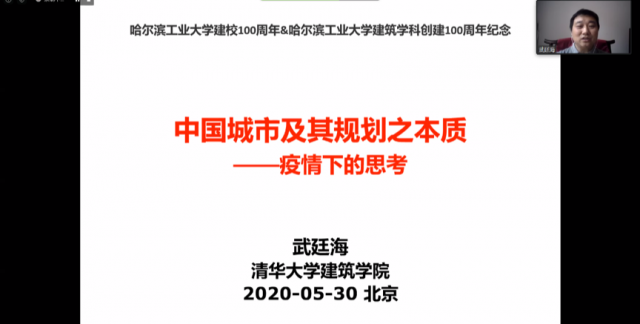 哈尔滨工业大学建校100周年&哈尔滨工业大学建筑学科创建100周年纪念
武廷海
中国城市及其规划之本质
——疫情下的思考
武廷海
清华大学建筑学院
2020-05-30 北京